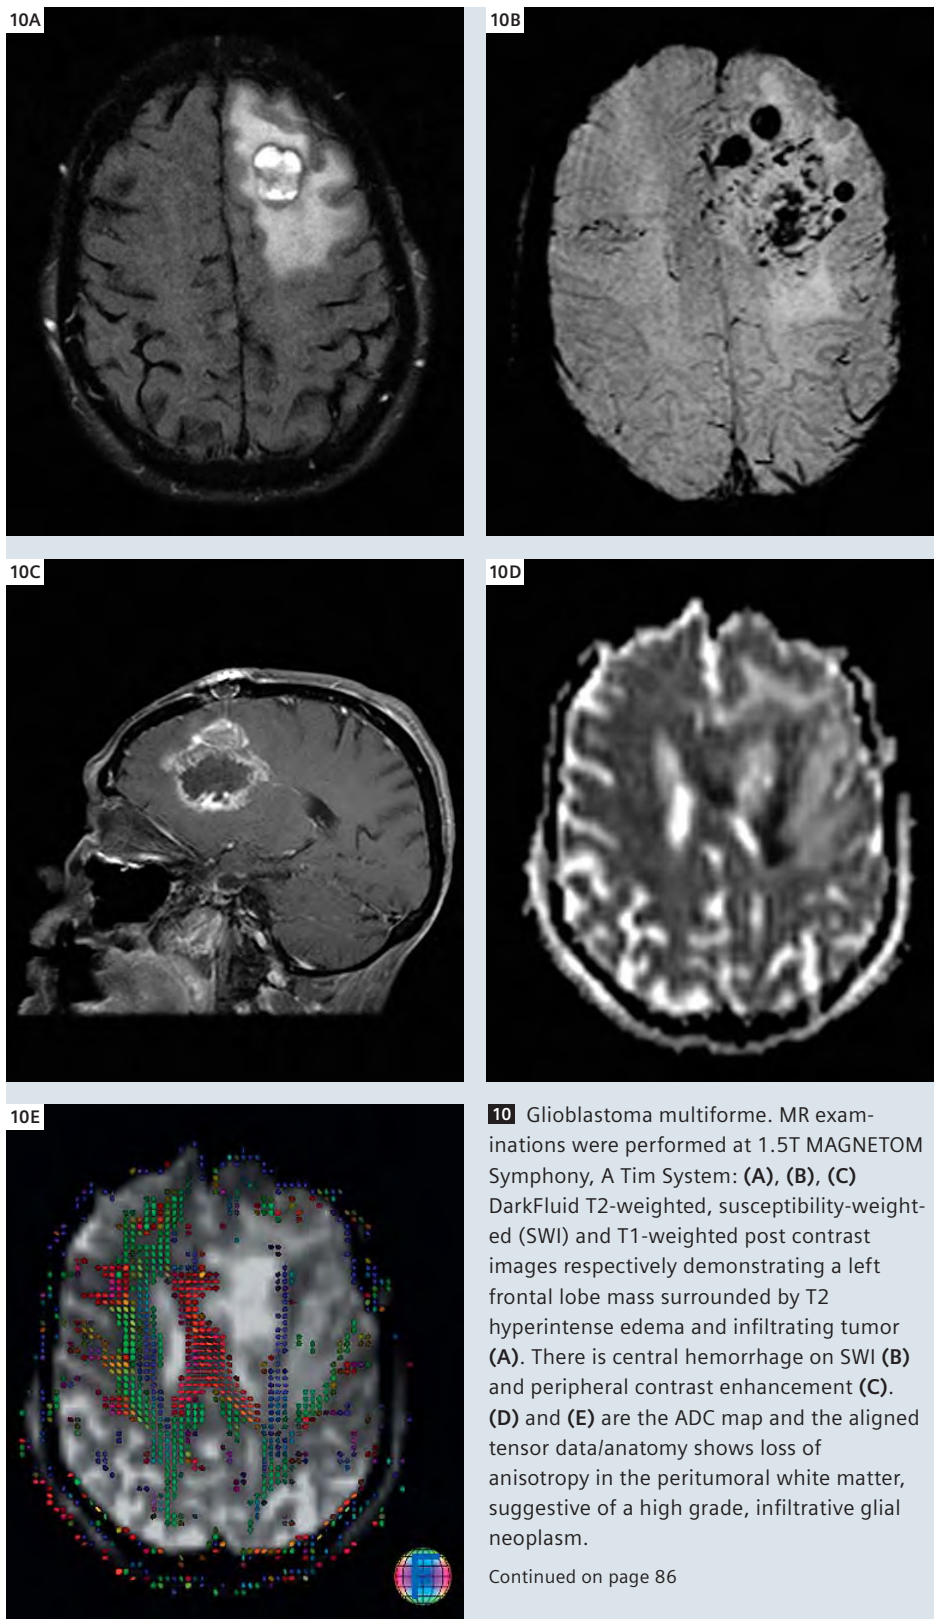 10A
10B
10C
10D
10E
10 Glioblastoma multiforme. MR exam-
inations were performed at 1.5T MAGNETOM
Symphony, A Tim System: (A), (B), (C)
DarkFluid T2-weighted, susceptibility-weight-
ed (SWI) and T1-weighted post contrast
images respectively demonstrating a left
frontal lobe mass surrounded by T2
hyperintense edema and infiltrating tumor
(A). There is central hemorrhage on SWI (B)
and peripheral contrast enhancement (C).
(D) and (E) are the ADC map and the aligned
tensor data/anatomy shows loss of
anisotropy in the peritumoral white matter,
suggestive of a high grade, infiltrative glial
neoplasm.
Continued on page 86
F